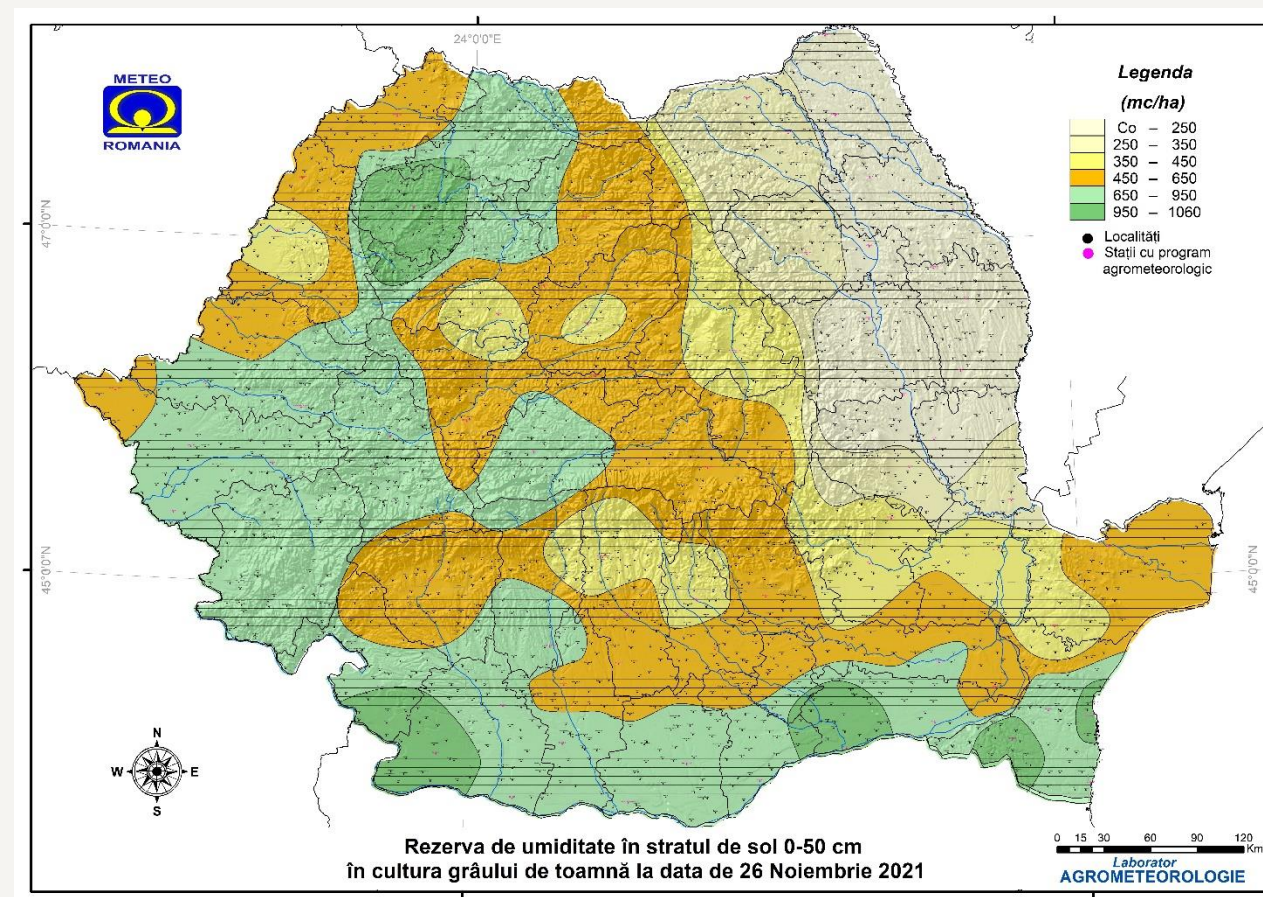 METEO
ROMANIA
24°0'0"E
47°0'0"N
45°0'0"N
45°0'0"N
Legenda
(mc/ha)
Co – 250
250 – 350
350 – 450
450 – 650
650 – 950
950 – 1060
Localităţi
Staţii cu program
agrometeorologic
N
W E
S
Rezerva de umiditate în stratul de sol 0-50 cm
în cultura grâului de toamnă la data de 26 Noiembrie 2021
0 15 30 60 90 120
Km
Laborator
AGROMETEOROLOGIE